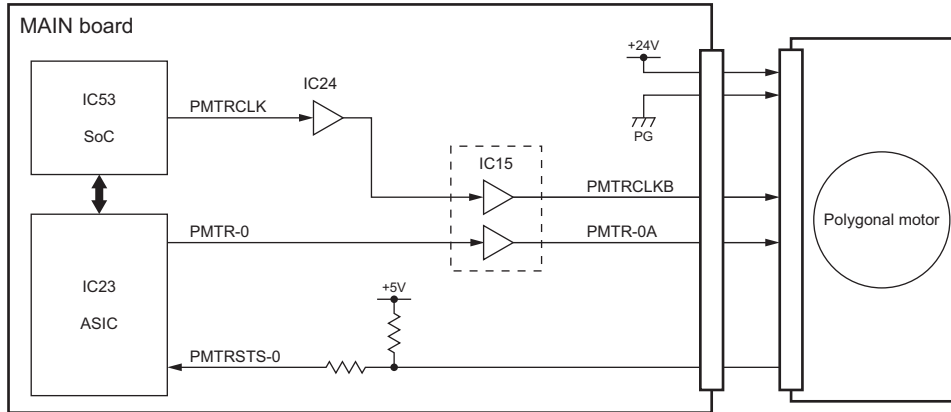 MAIN board
+24V
IC53
SoC
PMTRCLK
IC24
PG
IC15
PMTRCLKB
Polygonal motor
PMTR-0
PMTR-0A
IC23
ASIC
+5V
PMTRSTS-0